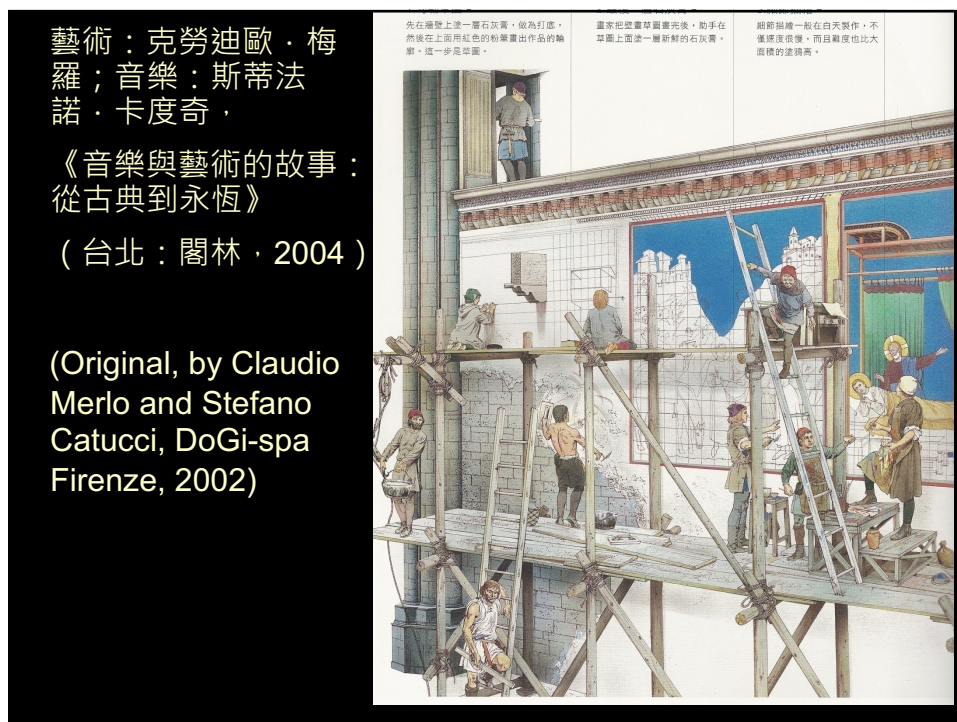 藝術：克勞迪歐．梅
羅；音樂：斯蒂法
諾．卡度奇，
《音樂與藝術的故事：
從古典到永恆》
（台北：閣林，2004）
(Original, by Claudio
Merlo and Stefano
Catucci, DoGi-spa
Firenze, 2002)
先在牆壁上塗一層石灰膏，做為打底，
然後在上面用紅色的粉筆畫出作品的輪
廓。這一步是草圖。
畫家把壁畫草圖畫完後，助手在
草圖上面塗一層新鮮的石灰膏。
細節描繪一般在白天製作，不
僅速度很慢，而且難度也比大
面積的塗鴉高。